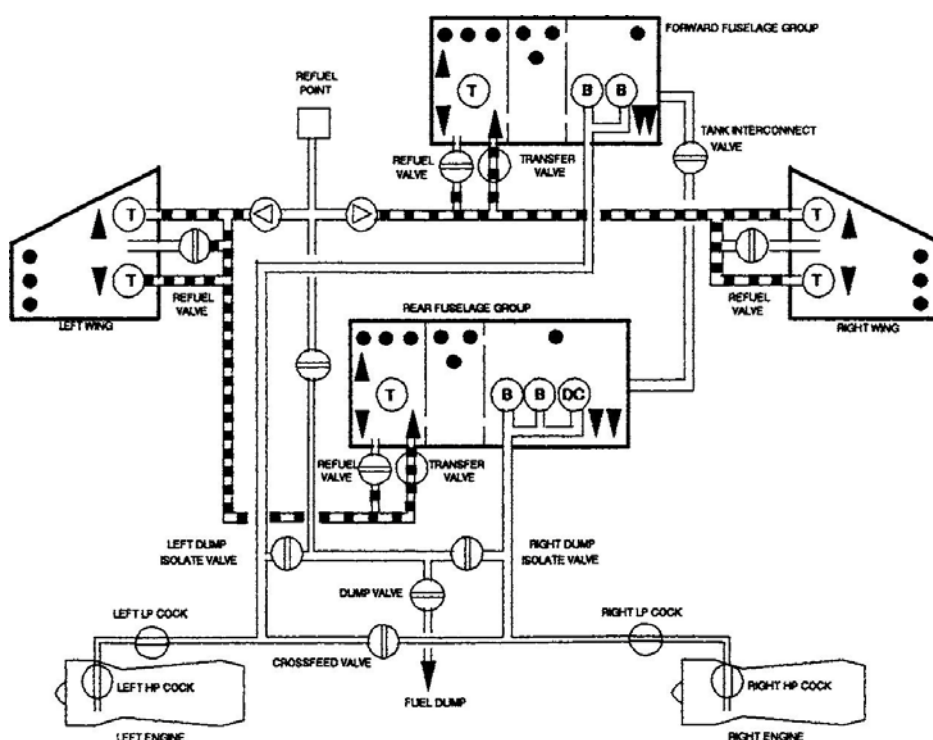 FORWARD FUSELAGE GROUP
REFUEL
POINT
T
B
B
TANK INTERCONNECT
VALVE
REFUEL
VALVE
TRANSFER
VALVE
T
T
T
T
REFUEL
VALVE
REFUEL
VALVE
LEFT WING
RIGHT WING
REAR FUSELAGE GROUP
T
B
B
DC
REFUEL
VALVE
TRANSFER
VALVE
LEFT DUMP
ISOLATE VALVE
RIGHT DUMP
ISOLATE VALVE
DUMP VALVE
LEFT LP COCK
RIGHT LP COCK
CROSSFEED VALVE
LEFT HP COCK
RIGHT HP COCK
FUEL DUMP
LEFT ENGINE
RIGHT ENGINE